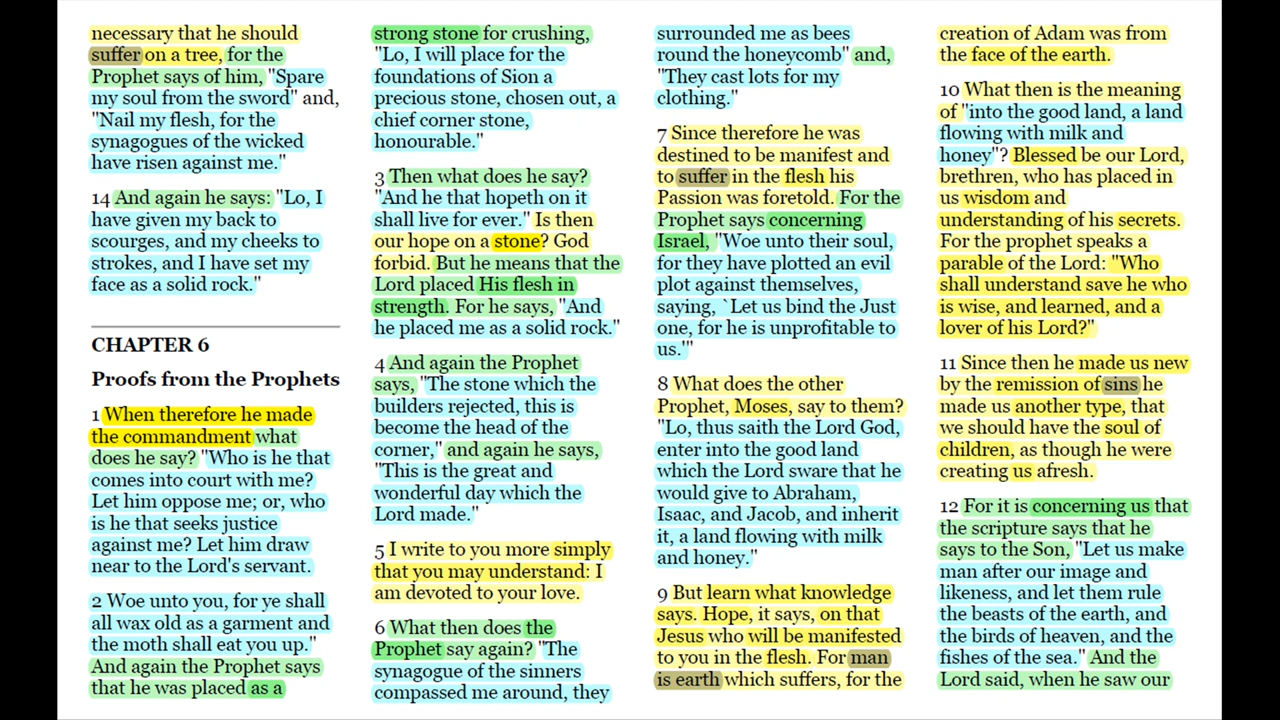 necessary that he should
suffer on a tree, for the
Prophet says of him, "Spare
my soul from the sword" and,
"Nail my flesh, for the
synagogues of the wicked
have risen against me."
14 And again he says: "Lo, I
have given my back to
scourges, and my cheeks to
strokes, and I have set my
face as a solid rock."
CHAPTER 6
Proofs from the Prophets
1 When therefore he made
the commandment what
does he say? "Who is he that
comes into court with me?
Let him oppose me; or, who
is he that seeks justice
against me? Let him draw
near to the Lord's servant.
2 Woe unto you, for ye shall
all wax old as a garment and
the moth shall eat you up."
And again the Prophet says
that he was placed as a
strong stone for crushing,
"Lo, I will place for the
foundations of Sion a
precious stone, chosen out, a
chief corner stone,
honourable."
3 Then what does he say?
"And he that hopeth on it
shall live for ever." Is then
our hope on a stone? God
forbid. But he means that the
Lord placed His flesh in
strength. For he says, "And
he placed me as a solid rock."
4 And again the Prophet
says, "The stone which the
builders rejected, this is
become the head of the
corner," and again he says,
"This is the great and
wonderful day which the
Lord made."
5 I write to you more simply
that you may understand: I
am devoted to your love.
6 What then does the
Prophet say again? "The
synagogue of the sinners
compassed me around, they
surrounded me as bees
round the honeycomb" and,
"They cast lots for my
clothing."
7 Since therefore he was
destined to be manifest and
to suffer in the flesh his
Passion was foretold. For the
Prophet says concerning
Israel, "Woe unto their soul,
for they have plotted an evil
plot against themselves,
saying, `Let us bind the Just
one, for he is unprofitable to
us.'"
8 What does the other
Prophet, Moses, say to them?
"Lo, thus saith the Lord God,
enter into the good land
which the Lord sware that he
would give to Abraham,
Isaac, and Jacob, and inherit
it, a land flowing with milk
and honey."
9 But learn what knowledge
says. Hope, it says, on that
Jesus who will be manifested
to you in the flesh. For man
is earth which suffers, for the
creation of Adam was from
the face of the earth.
10 What then is the meaning
of "into the good land, a land
flowing with milk and
honey"? Blessed be our Lord,
brethren, who has placed in
us wisdom and
understanding of his secrets.
For the prophet speaks a
parable of the Lord: "Who
shall understand save he who
is wise, and learned, and a
lover of his Lord?"
11 Since then he made us new
by the remission of sins he
made us another type, that
we should have the soul of
children, as though he were
creating us afresh.
12 For it is concerning us that
the scripture says that he
says to the Son, "Let us make
man after our image and
likeness, and let them rule
the beasts of the earth, and
the birds of heaven, and the
fishes of the sea." And the
Lord said, when he saw our